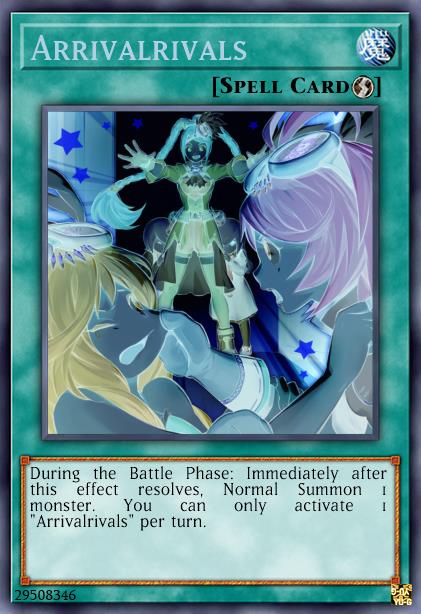 Arrivalrivals
魔
[Spell Card]
During the Battle Phase: Immediately after
this effect resolves, Normal Summon 1
monster. You can only activate 1
"Arrivalrivals" per turn.
29508346